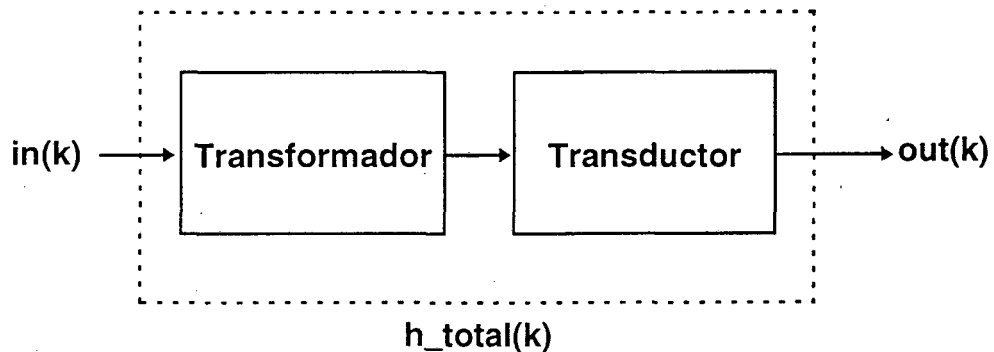 in(k)
Transformador
Transductor
out(k)
h_total(k)